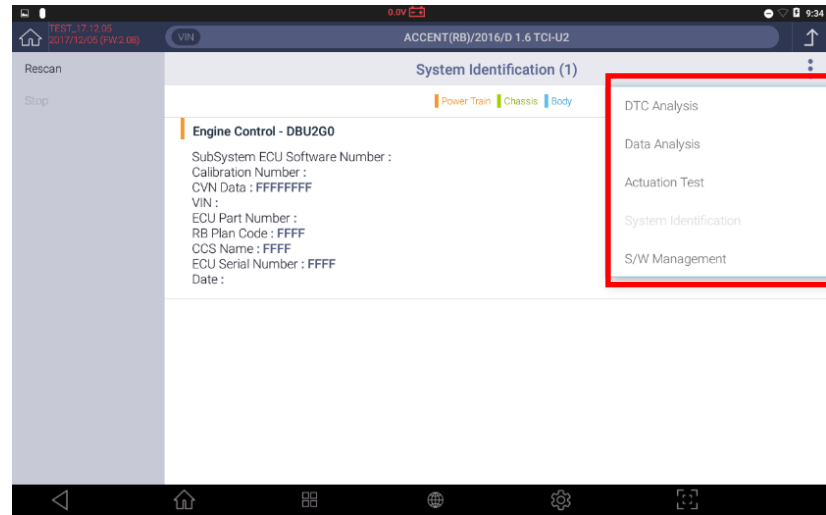 0.0V
9:34
TEST_17.12.05
2017/12/05 (FW:2.08)
VIN
ACCENT(RB)/2016/D 1.6 TCI-U2
Rescan
Stop
System Identification (1)
Power Train Chassis Body
Engine Control - DBU2G0
SubSystem ECU Software Number :
Calibration Number :
CVN Data : FFFFFFFF
VIN :
ECU Part Number :
RB Plan Code : FFFF
CCS Name : FFFF
ECU Serial Number : FFFF
Date :
DTC Analysis
Data Analysis
Actuation Test
System Identification
S/W Management